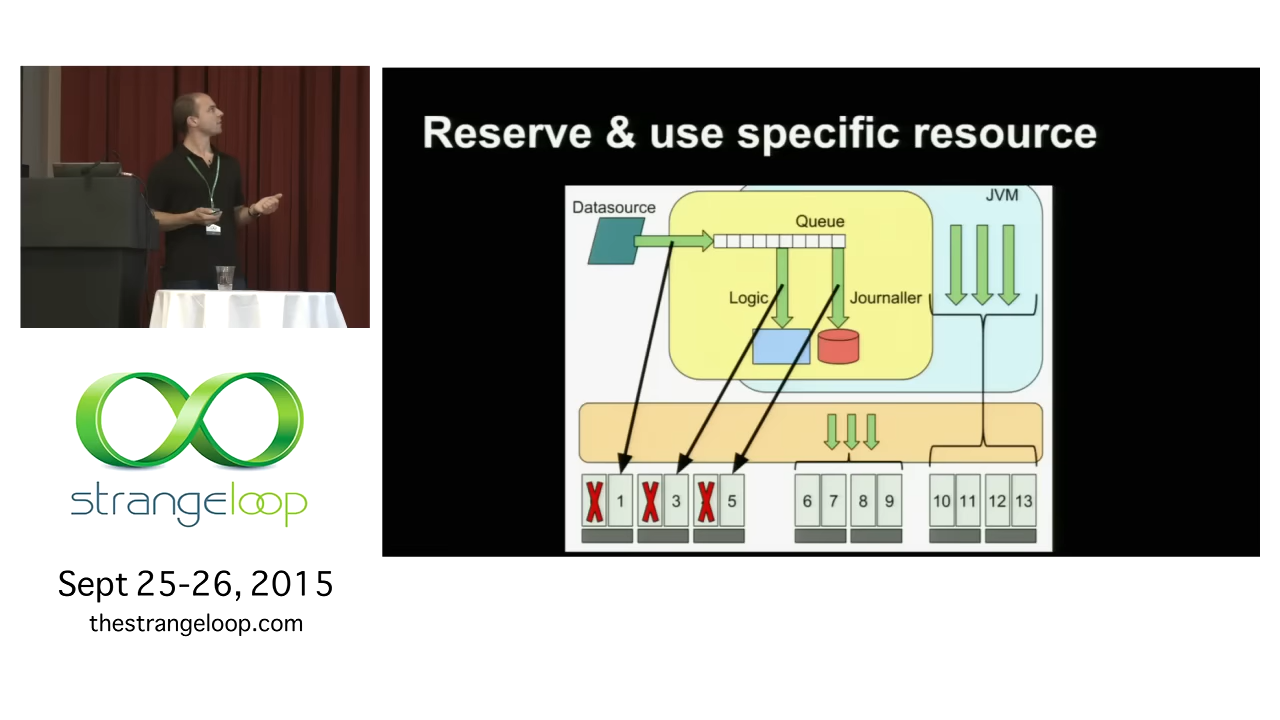 Reserve & use specific resource
JVM
Datasource
Queue
Logic
Journaller
X 1 X 3 X 5 6 7 8 9 10 11 12 13
strangeloop
Sept 25-26, 2015
thestrangeloop.com